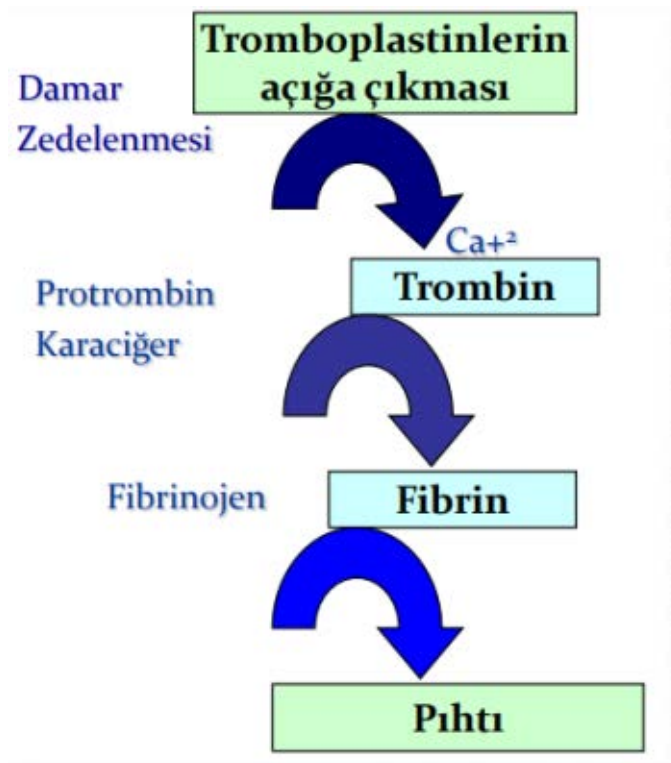 Tromboplastinlerin
açığa çıkması
Damar
Zedelenmesi
Ca+²
Trombin
Protrombin
Karaciğer
Fibrinojen
Fibrin
Pıhtı